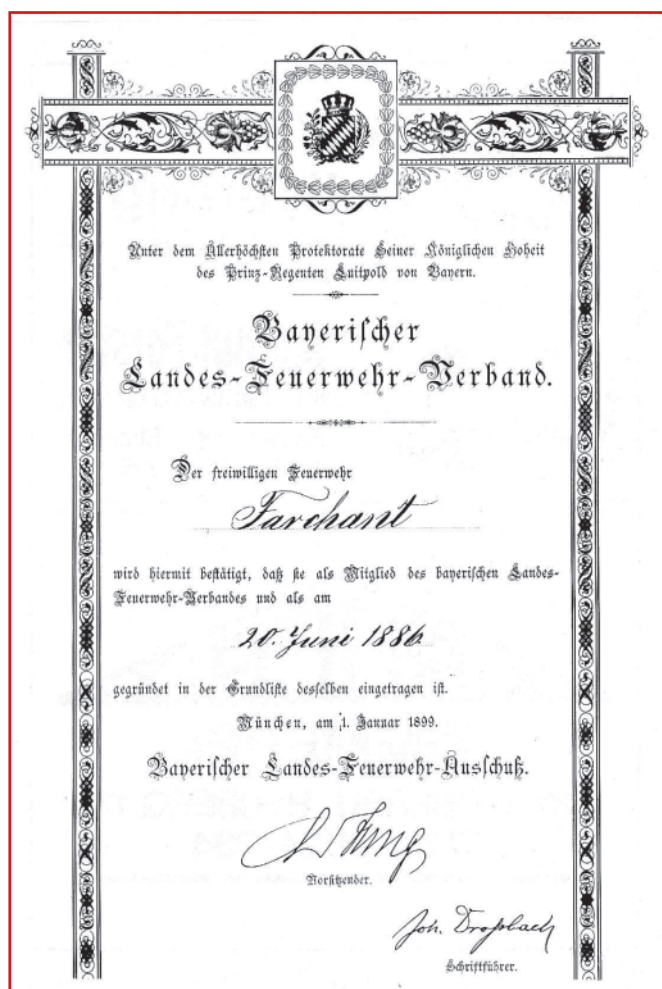 Unter dem Allerhöchsten Protektorate Seiner Königlichen Hoheit
des Prinz-Regenten Luitpold von Bayern.
Bayerischer
Landes-Feuerwehr-Verband.
Der freiwilligen Feuerwehr
Farchant
wird hiermit bestätigt, daß sie als Mitglied des bayerischen Landes-
Feuerwehr-Verbandes und als am
20. Juni 1886
gegründet in der Grundliste desselben eingetragen ist.
München, am 1. Januar 1899.
Bayerischer Landes-Feuerwehr-Ausschuß.
Vorsitzender.
Joh. Droßbach
Schriftführer.